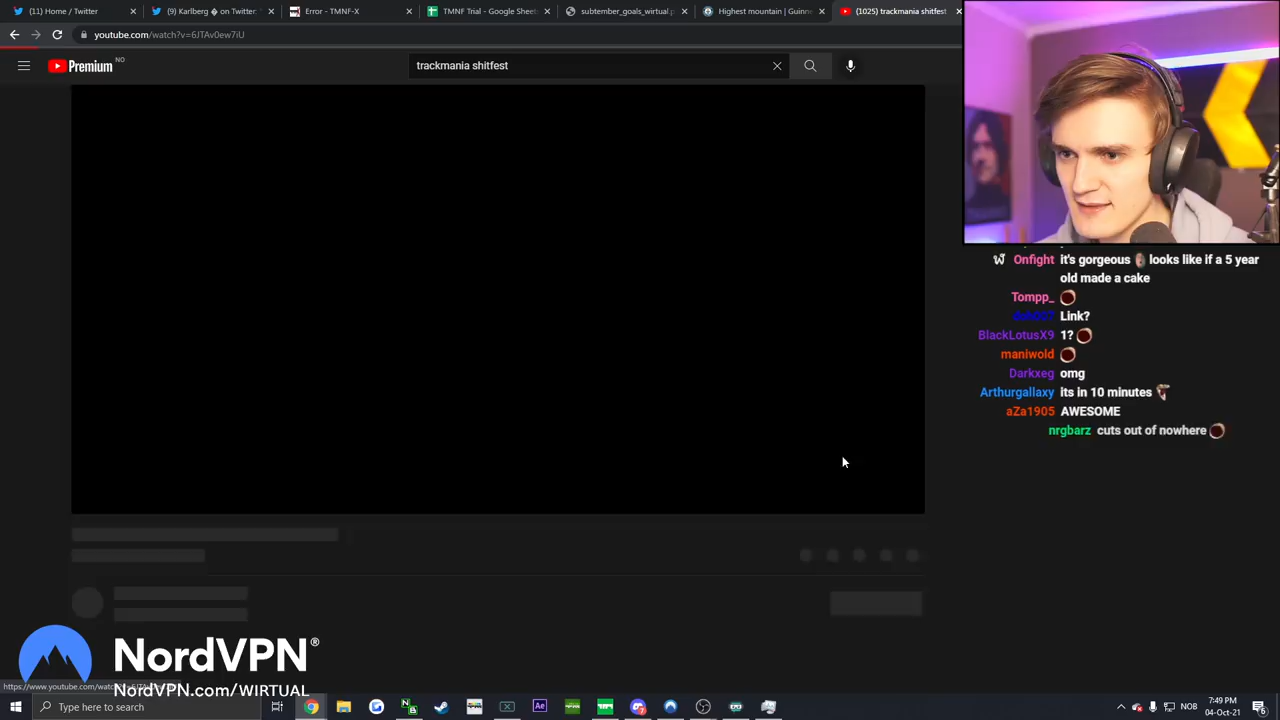 (11) Home / Twitter
(9) Karlberg � on Twitter:
Error - TMNF-X
TMNF Trial - Google Shee
subtember_goals_virtual.p
Highest mountain | Guinn
(1025) trackmania shitfest
youtube.com/watch?v=6JTAv0ew7iU
Premium NO
trackmania shitfest
Onfight it's gorgeous looks like if a 5 year
old made a cake
Tompp_
Link?
BlackLotusX9 1?
maniwold
Darkxeg omg
Arthurgallaxy its in 10 minutes
aZa1905 AWESOME
nrgbarz cuts out of nowhere
NordVPN®
NordVPN.com/WIRTUAL
Type here to search
NOB
7:49 PM
04-Oct-21